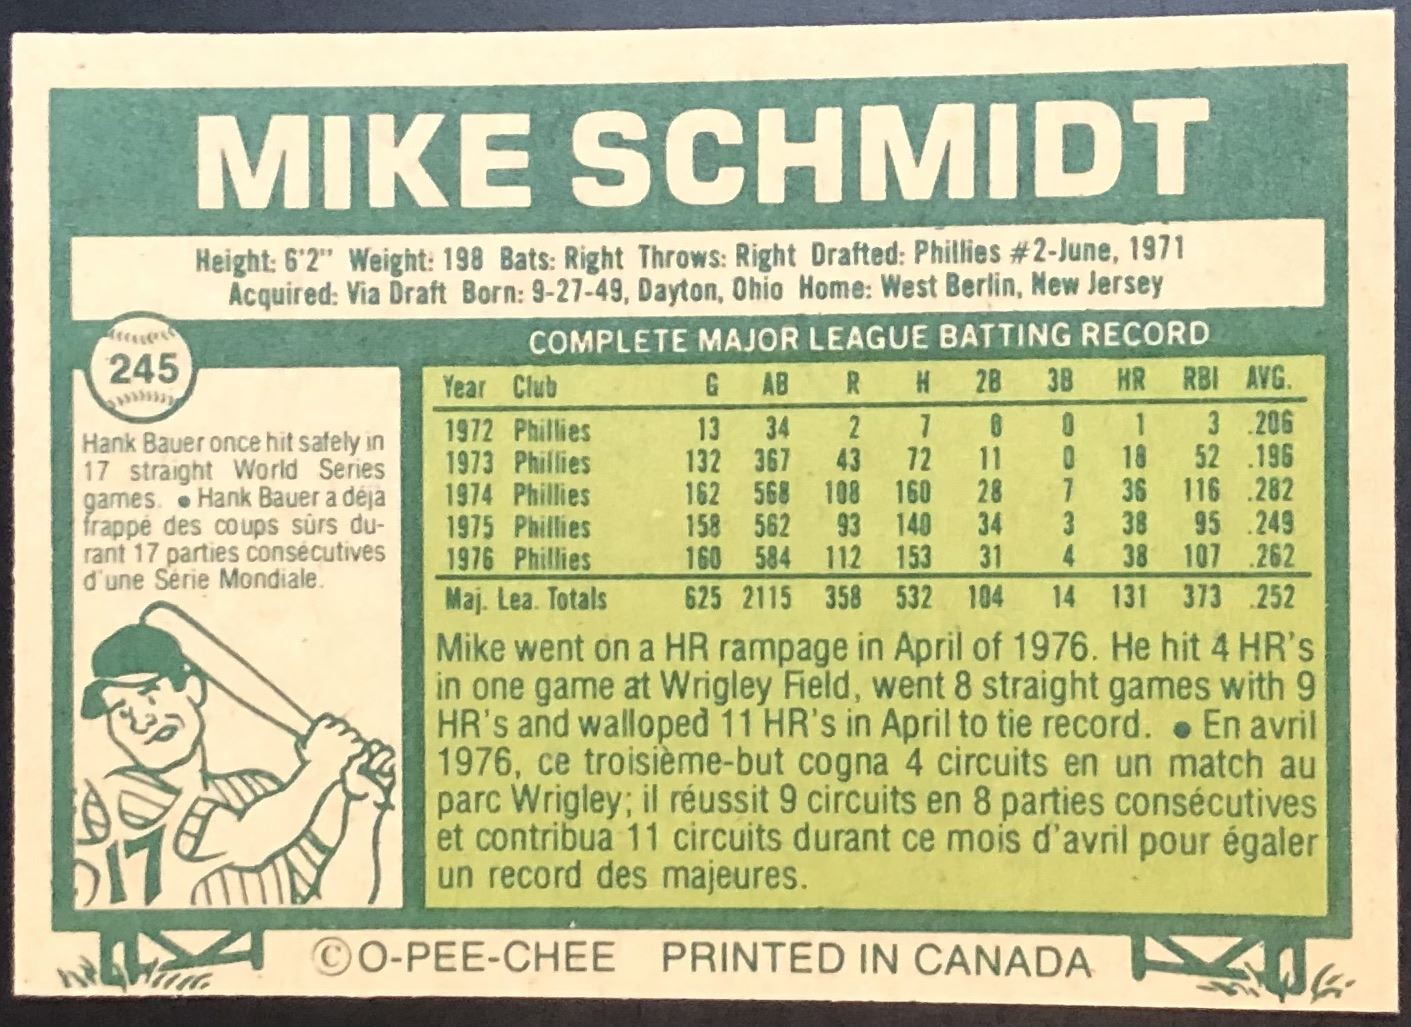 MIKE SCHMIDT
Height: 6'2" Weight: 198 Bats: Right Throws: Right Drafted: Phillies #2-June, 1971
Acquired: Via Draft Born: 9-27-49, Dayton, Ohio Home: West Berlin, New Jersey
245
Hank Bauer once hit safely in
17 straight World Series
games. • Hank Bauer a déjà
frappé des coups sûrs du-
rant 17 parties consécutives
d'une Série Mondiale.
17
COMPLETE MAJOR LEAGUE BATTING RECORD
Year Club G AB R H 2B 3B HR RBI AVG.
1972 Phillies 13 34 2 7 0 0 1 3 .206
1973 Phillies 132 367 43 72 11 0 18 52 .196
1974 Phillies 162 568 108 160 28 7 36 116 .282
1975 Phillies 158 562 93 140 34 3 38 95 .249
1976 Phillies 160 584 112 153 31 4 38 107 .262
Maj. Lea. Totals 625 2115 358 532 104 14 131 373 .252
Mike went on a HR rampage in April of 1976. He hit 4 HR's
in one game at Wrigley Field, went 8 straight games with 9
HR's and walloped 11 HR's in April to tie record. • En avril
1976, ce troisième-but cogna 4 circuits en un match au
parc Wrigley; il réussit 9 circuits en 8 parties consécutives
et contribua 11 circuits durant ce mois d'avril pour égaler
un record des majeures.
© O-PEE-CHEE PRINTED IN CANADA